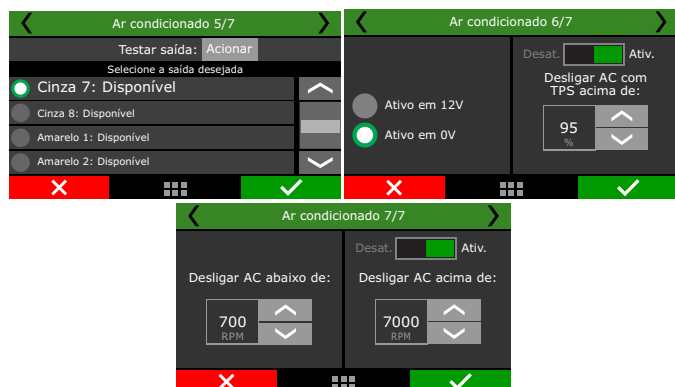 Ar condicionado 5/7
Testar saída: Acionar
Selecione a saída desejada
Cinza 7: Disponível
Cinza 8: Disponível
Amarelo 1: Disponível
Amarelo 2: Disponível
Ar condicionado 6/7
Ativo em 12V
Ativo em 0V
Desat. Ativ.
Desligar AC com
TPS acima de:
95
%
Ar condicionado 7/7
Desligar AC abaixo de:
700
RPM
Desat. Ativ.
Desligar AC acima de:
7000
RPM